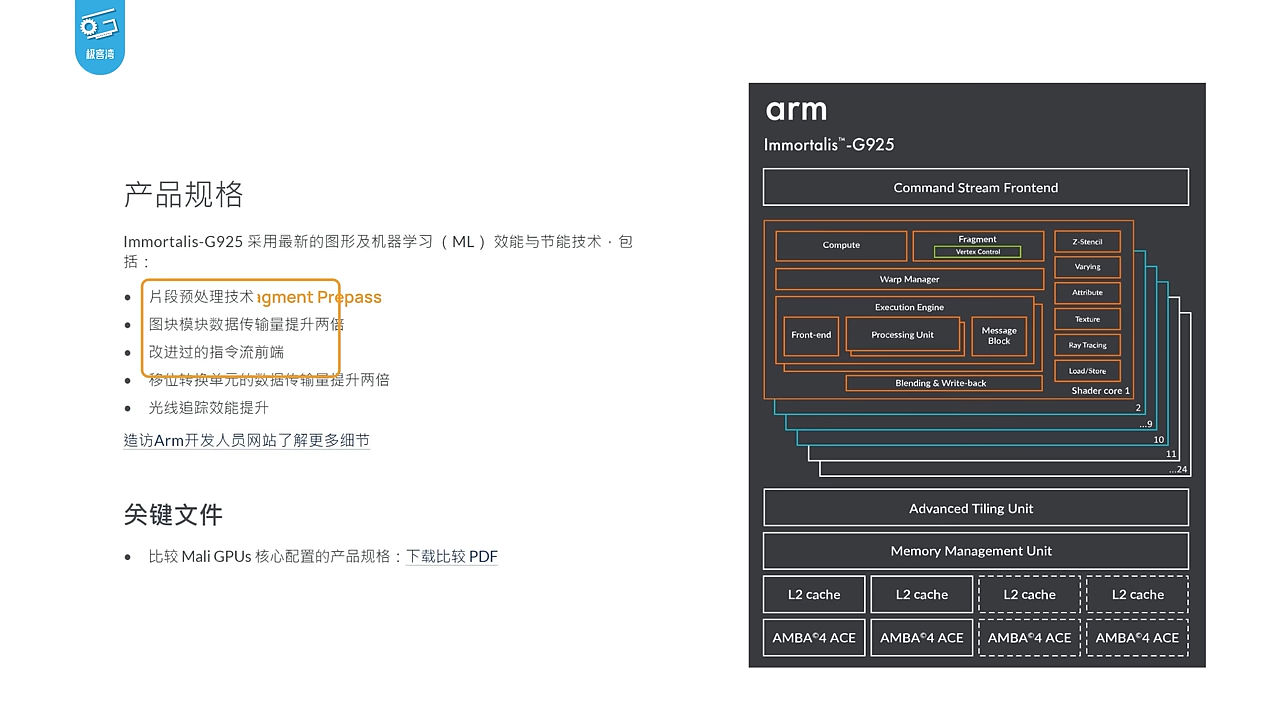 极客湾
产品规格
Immortalis-G925 采用最新的图形及机器学习（ML）效能与节能技术，包
括：
• 片段预处理技术 agment Prepass
• 图块模块数据传输量提升两倍
• 改进过的指令流前端
• 移位转换单元的数据传输量提升两倍
• 光线追踪效能提升
造访Arm开发人员网站了解更多细节
关键文件
• 比较 Mali GPUs 核心配置的产品规格：下载比较 PDF
arm
Immortalis™-G925
Command Stream Frontend
Compute
Fragment
Vertex Control
Warp Manager
Execution Engine
Front-end
Processing Unit
Message
Block
Blending & Write-back
Z-Stencil
Varying
Attribute
Texture
Ray Tracing
Load/Store
Shader core 1
2
...9
10
11
...24
Advanced Tiling Unit
Memory Management Unit
L2 cache L2 cache L2 cache L2 cache
AMBA©4 ACE AMBA©4 ACE AMBA©4 ACE AMBA©4 ACE